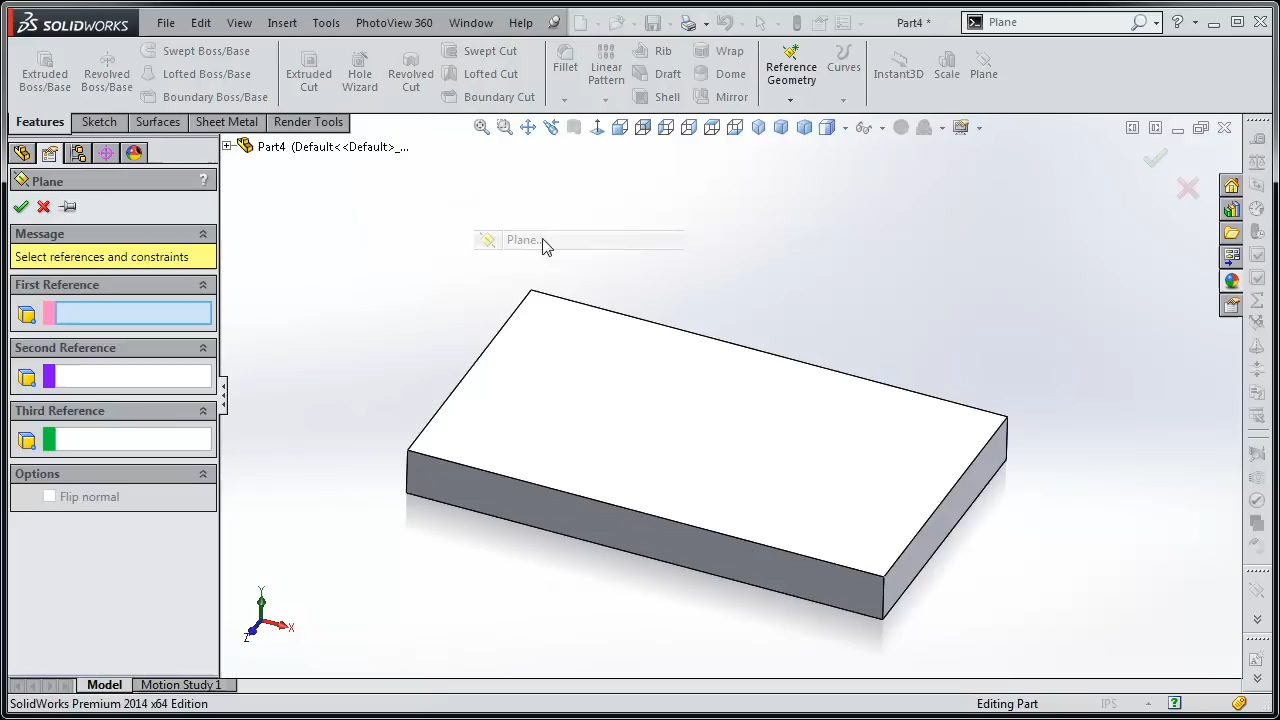 SOLIDWORKS File Edit View Insert Tools PhotoView 360 Window Help Part4 * Plane
Extruded Boss/Base
Revolved Boss/Base
Swept Boss/Base
Lofted Boss/Base
Boundary Boss/Base
Extruded Cut
Hole Wizard
Revolved Cut
Swept Cut
Lofted Cut
Boundary Cut
Fillet
Linear Pattern
Rib
Draft
Shell
Wrap
Dome
Mirror
Reference Geometry
Curves
Instant3D
Scale
Plane
Features Sketch Surfaces Sheet Metal Render Tools
Part4 (Default<<Default>_...
Plane ?
Message
Select references and constraints
First Reference
Second Reference
Third Reference
Options
Flip normal
Plane...
Y
X
Z
Model Motion Study 1
SolidWorks Premium 2014 x64 Edition Editing Part IPS